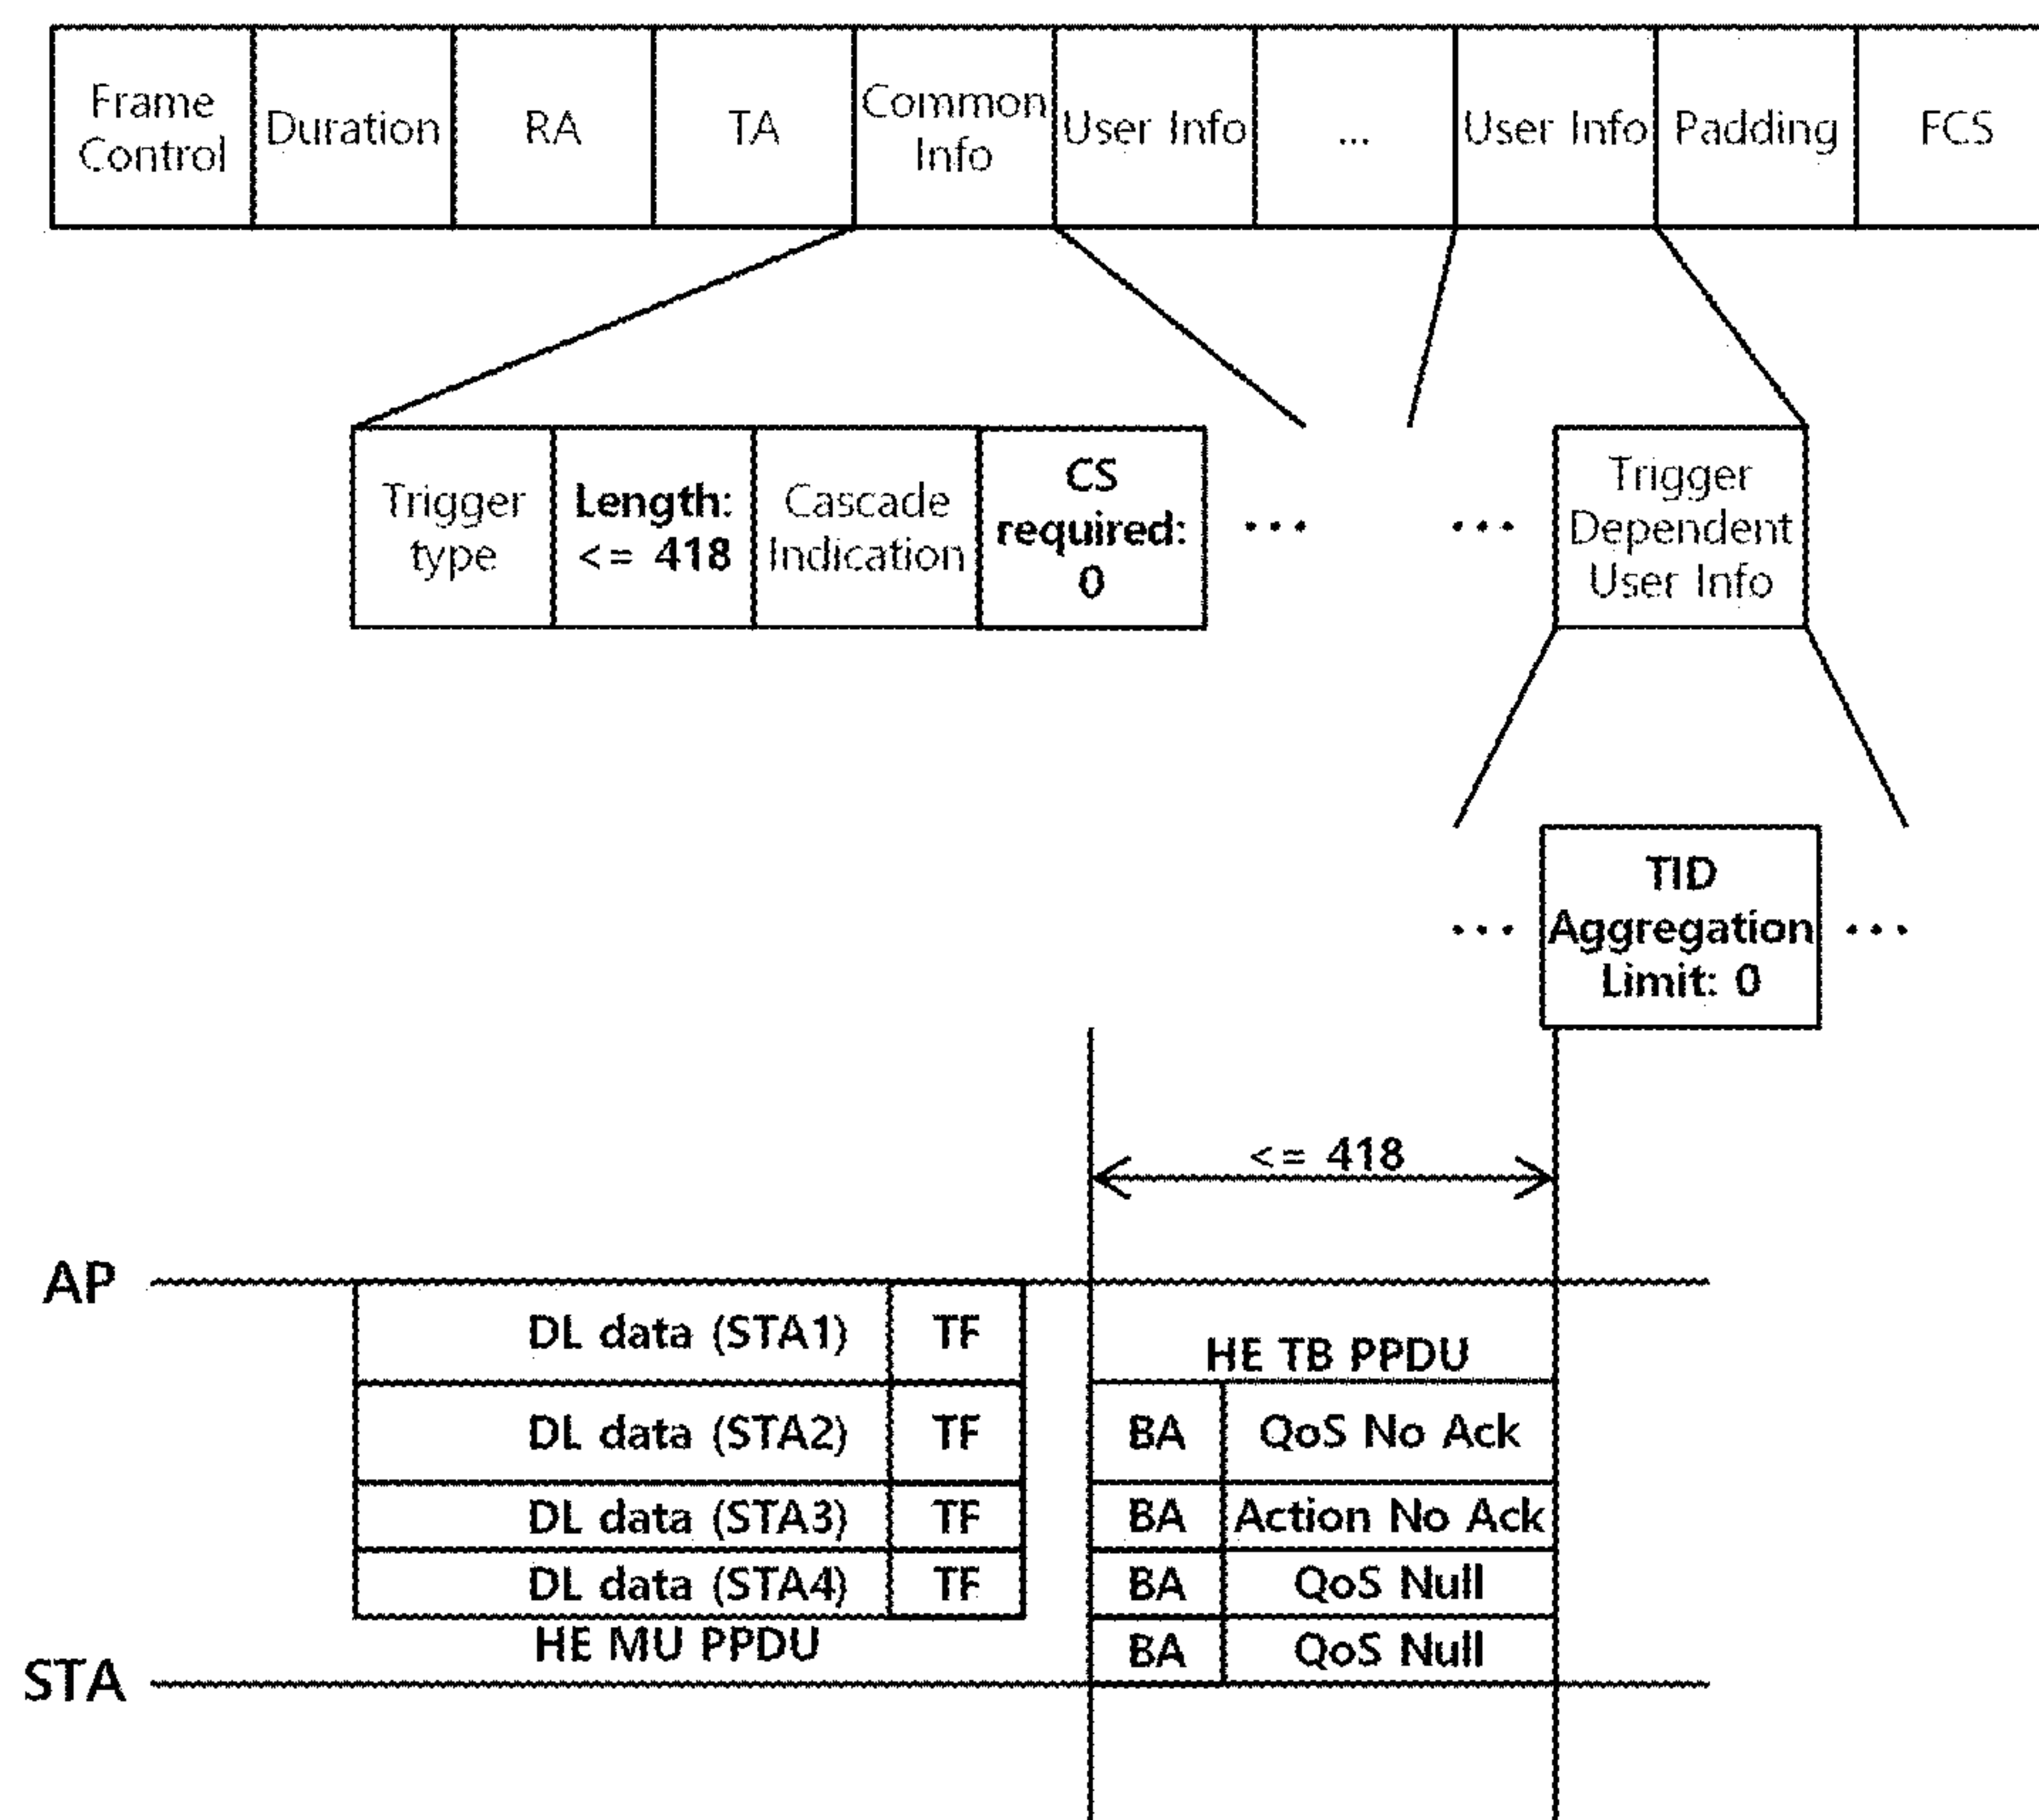 Frame
Control
Duration
RA
TA
Common
Info
User Info
...
User Info
Padding
FCS
Trigger
type
Length:
<= 418
Cascade
Indication
CS
required:
0
...
...
Trigger
Dependent
User Info
...
TID
Aggregation
Limit: 0
...
<= 418
AP
DL data (STA1)
TF
HE TB PPDU
DL data (STA2)
TF
BA
QoS No Ack
DL data (STA3)
TF
BA
Action No Ack
DL data (STA4)
TF
BA
QoS Null
HE MU PPDU
BA
QoS Null
STA